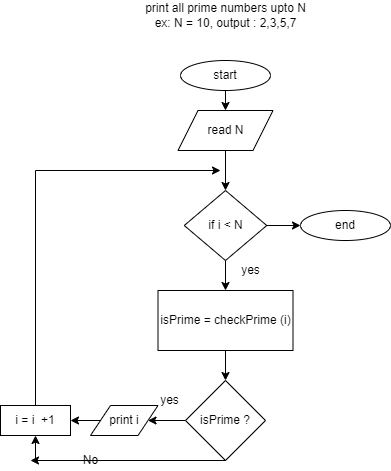 print all prime numbers upto N
ex: N = 10, output : 2,3,5,7
start
read N
if i < N
end
yes
isPrime = checkPrime (i)
isPrime ?
yes
print i
i = i +1
No